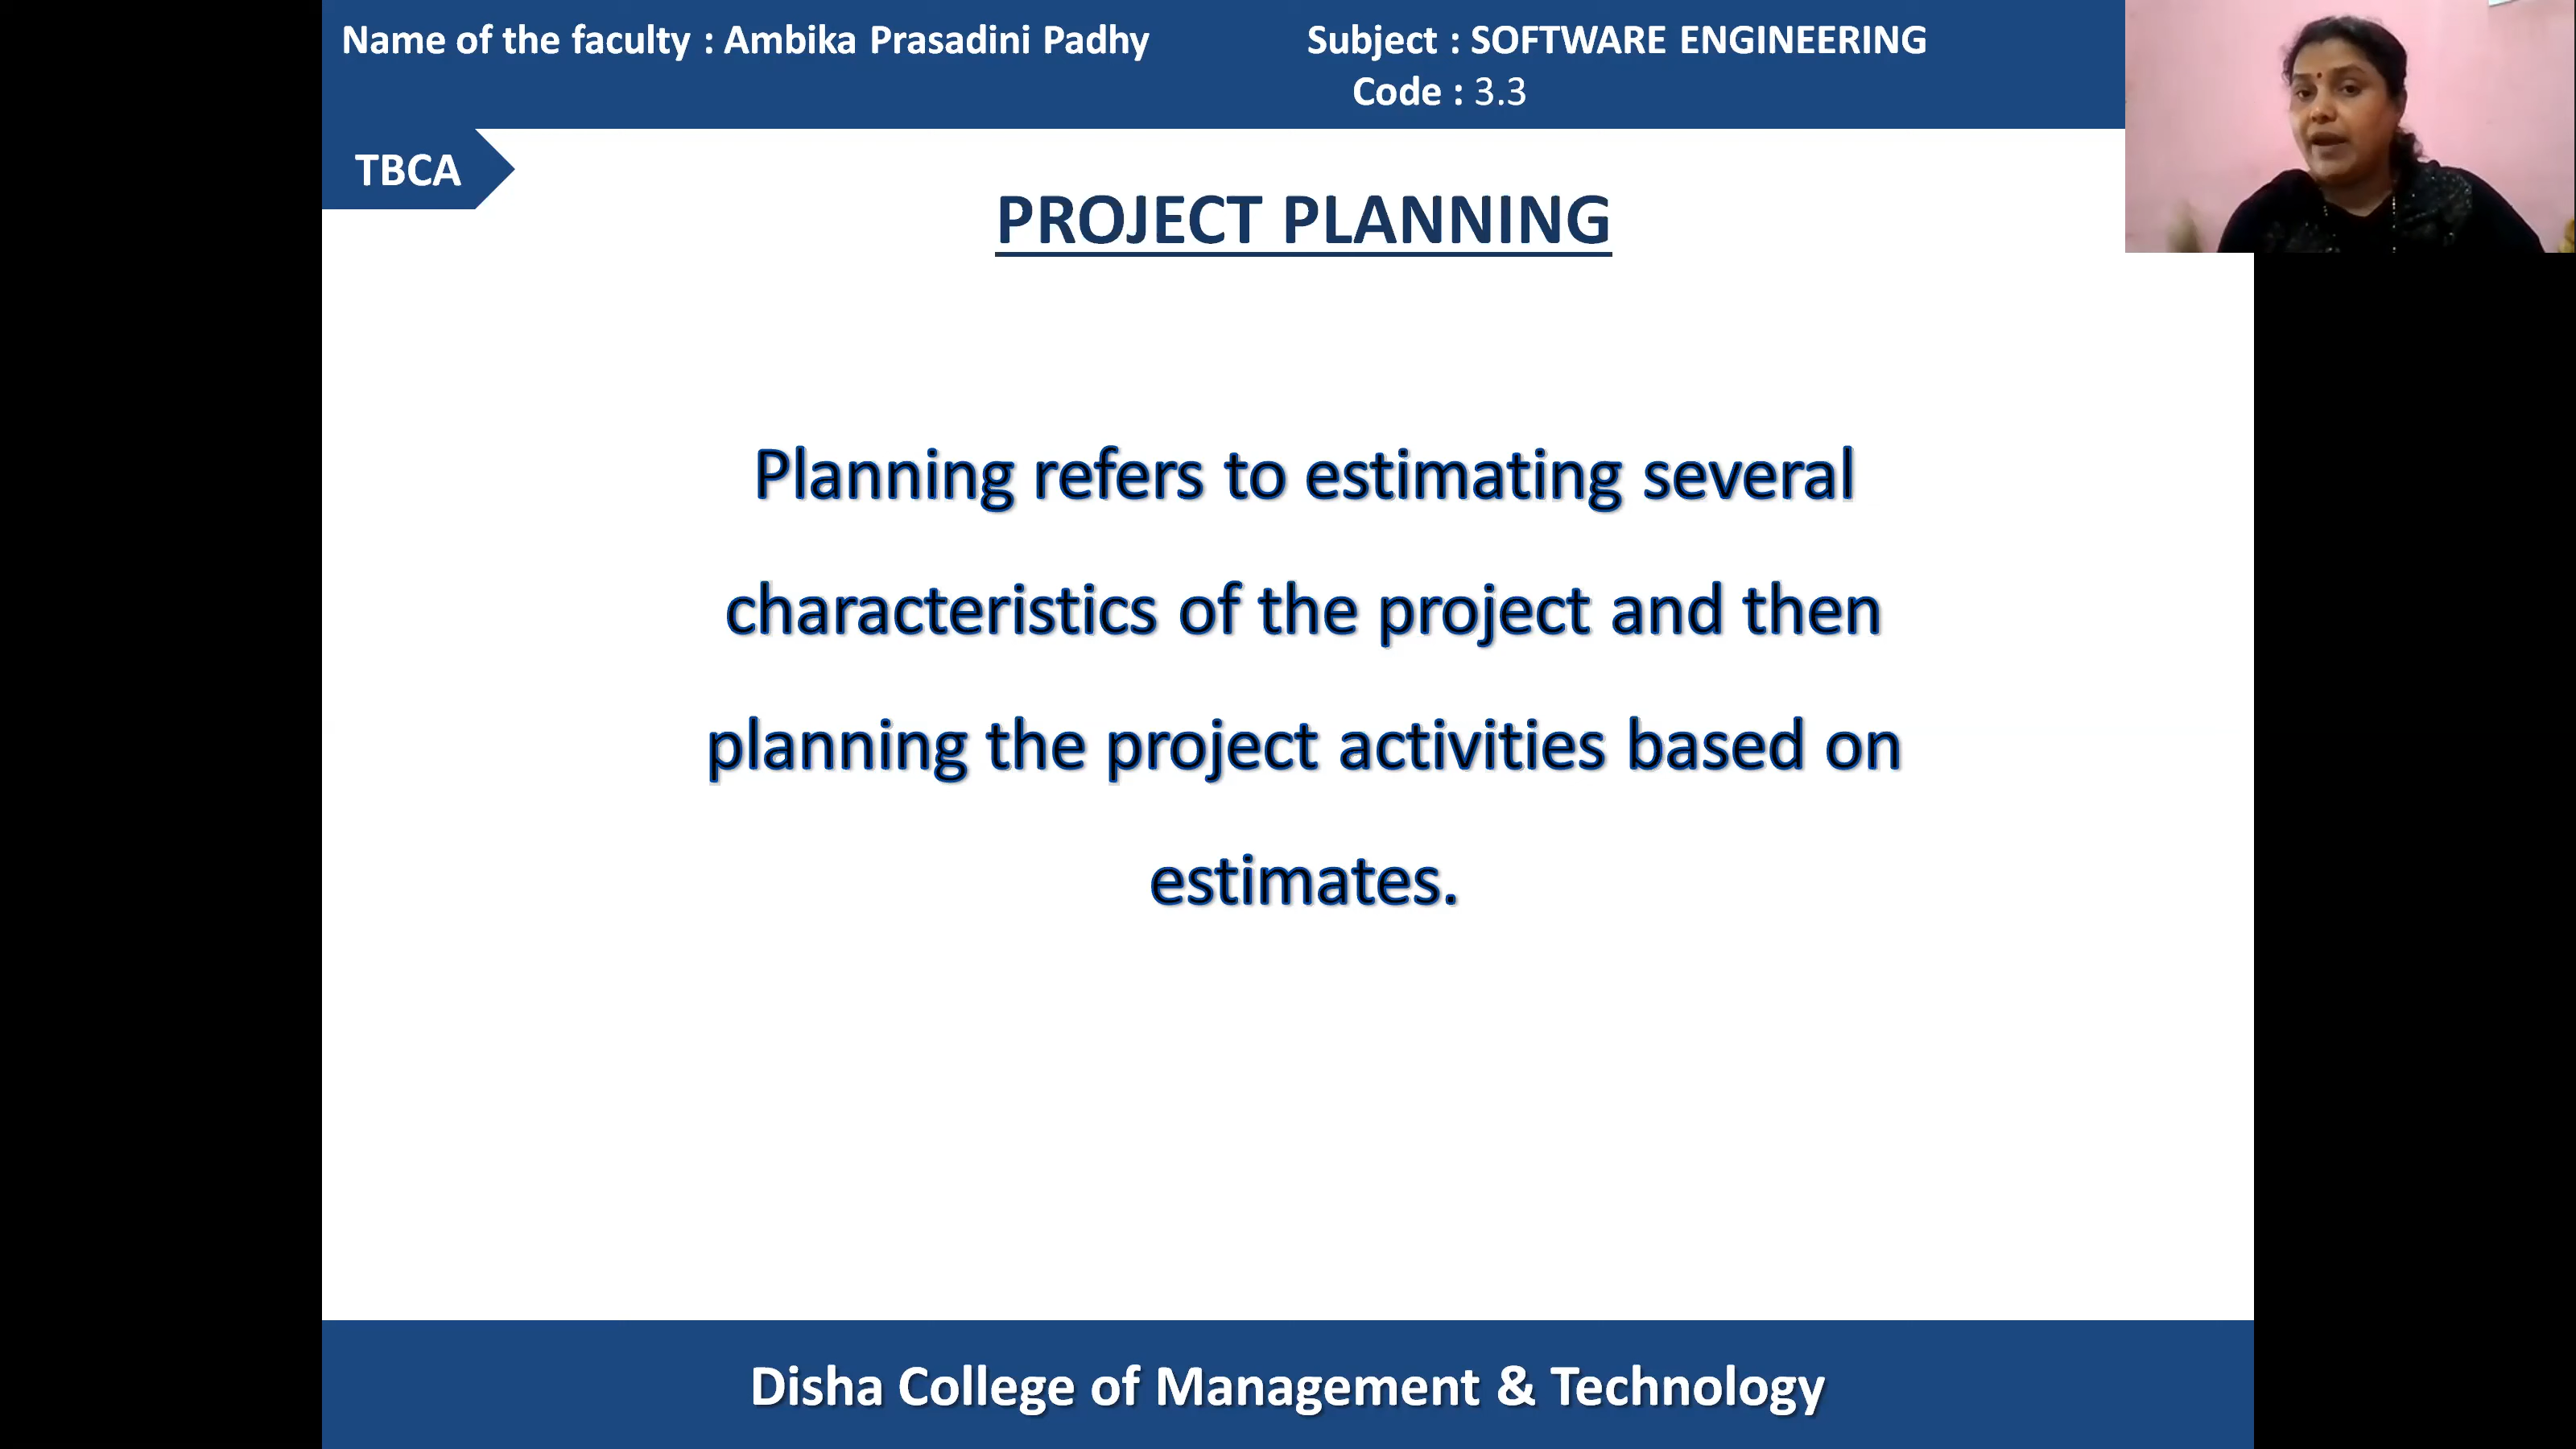 Name of the faculty : Ambika Prasadini Padhy
Subject : SOFTWARE ENGINEERING
Code : 3.3
TBCA
PROJECT PLANNING
Planning refers to estimating several
characteristics of the project and then
planning the project activities based on
estimates.
Disha College of Management & Technology